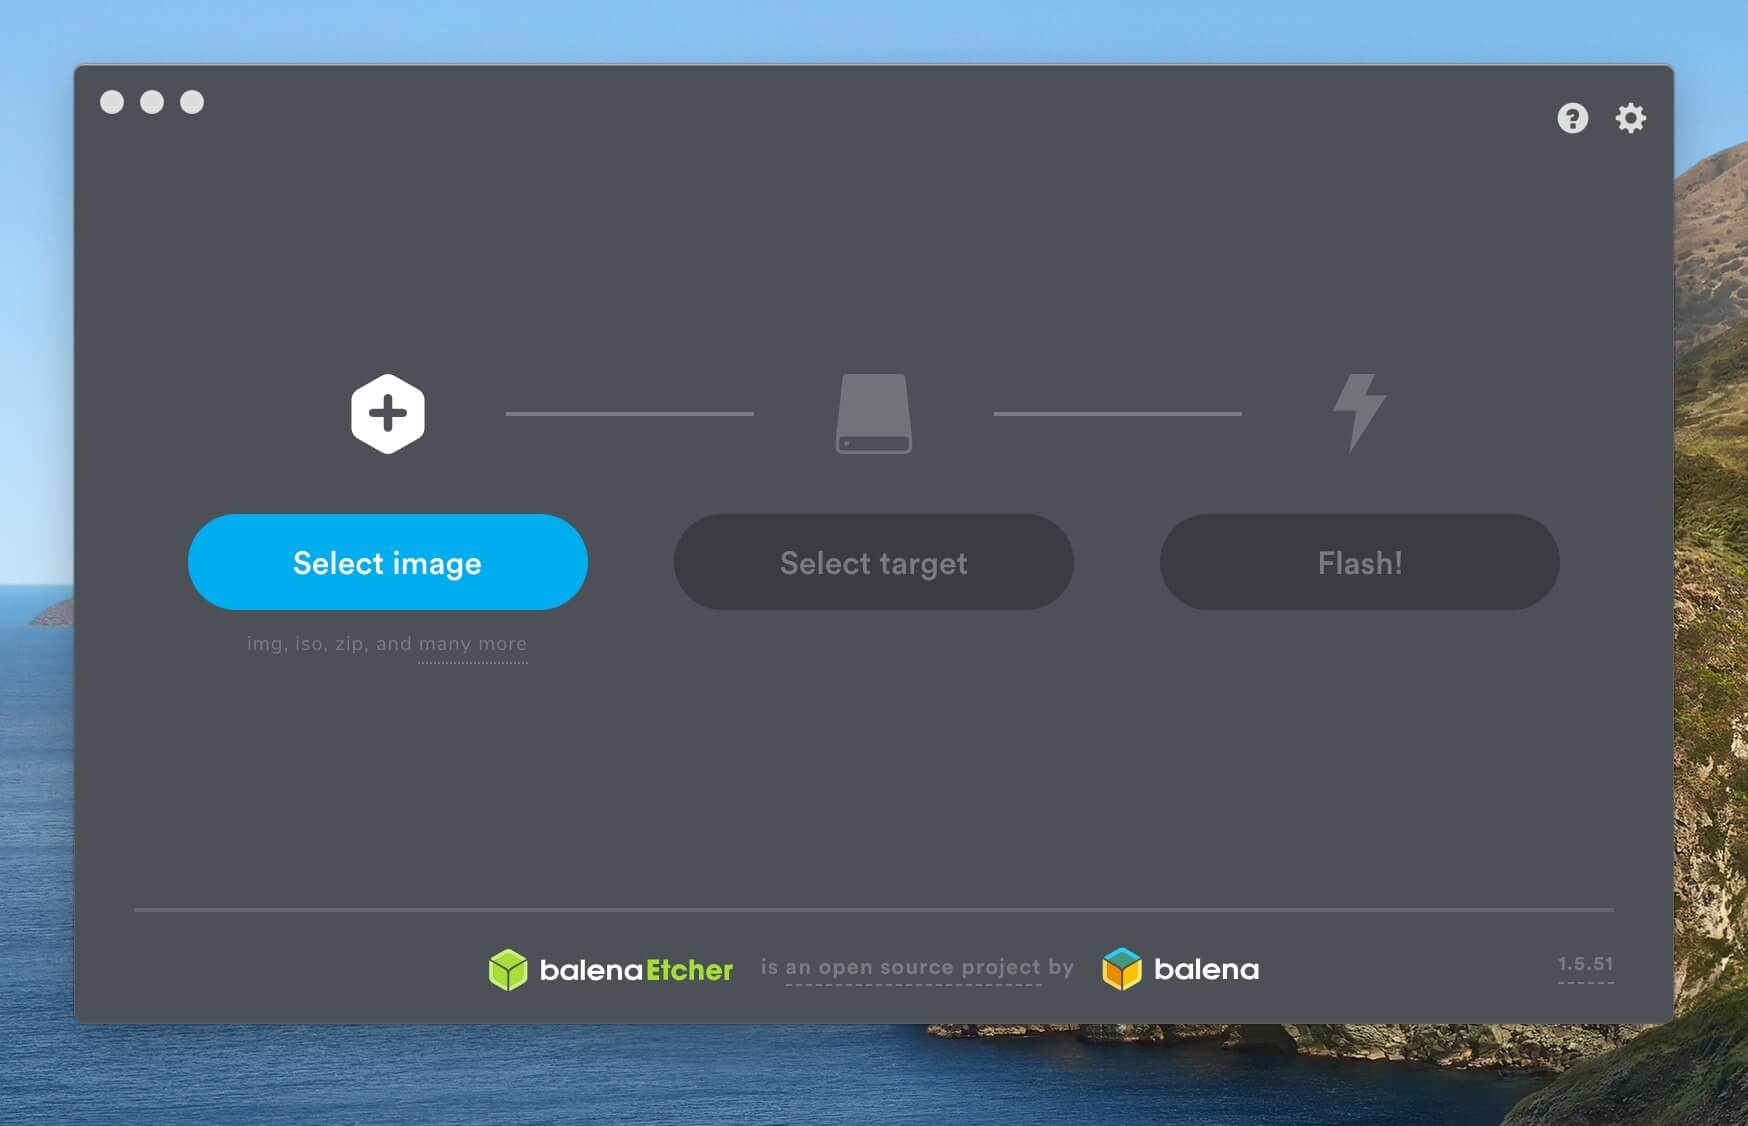 Select image
Select target
Flash!
img, iso, zip, and many more
balenaEtcher is an open source project by balena
1.5.51